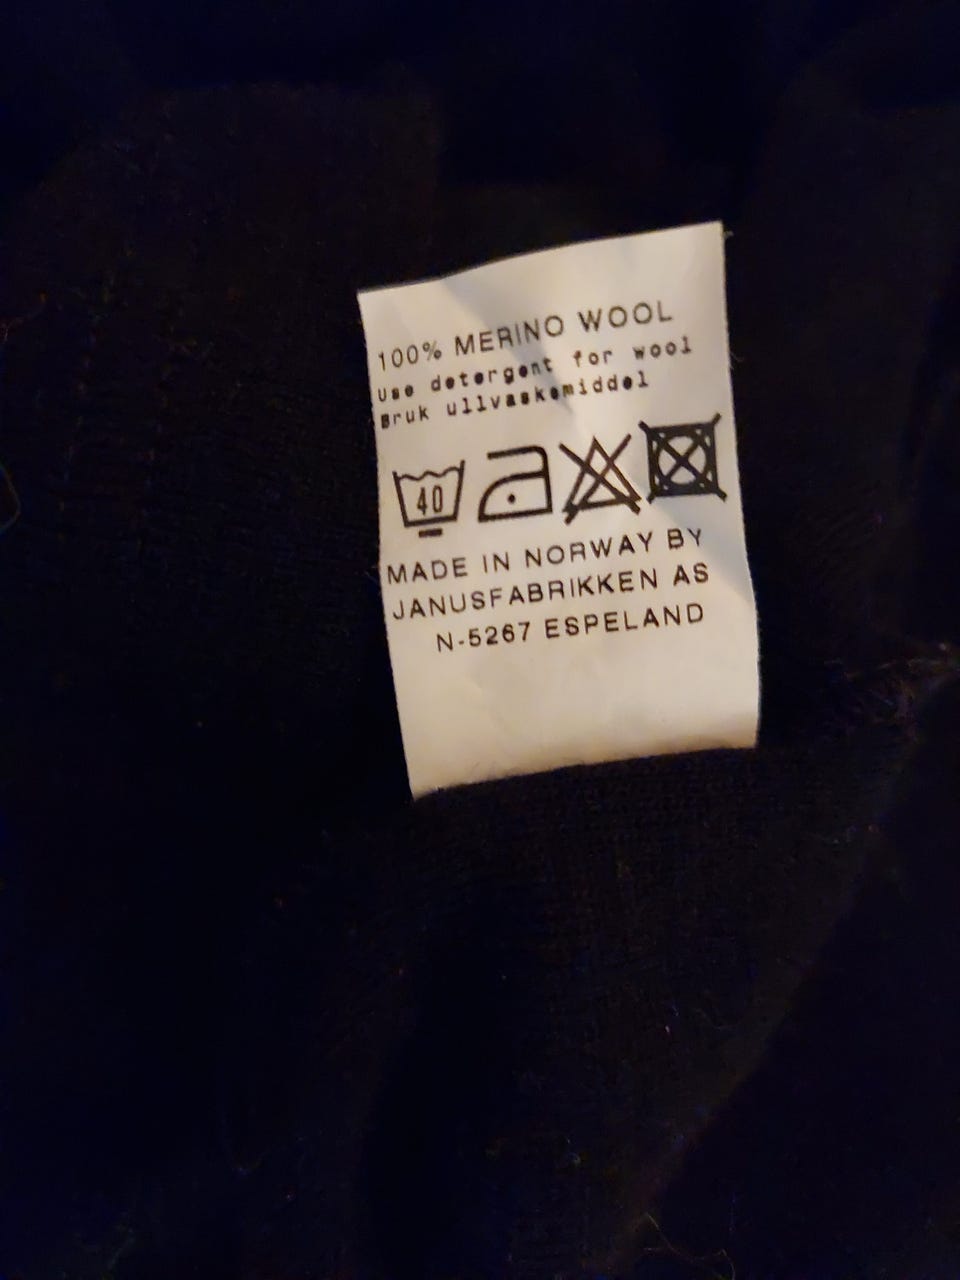 100% MERINO WOOL
Use detergent for wool
Bruk ullvaskemiddel
40
MADE IN NORWAY BY
JANUSFABRIKKEN AS
N-5267 ESPELAND